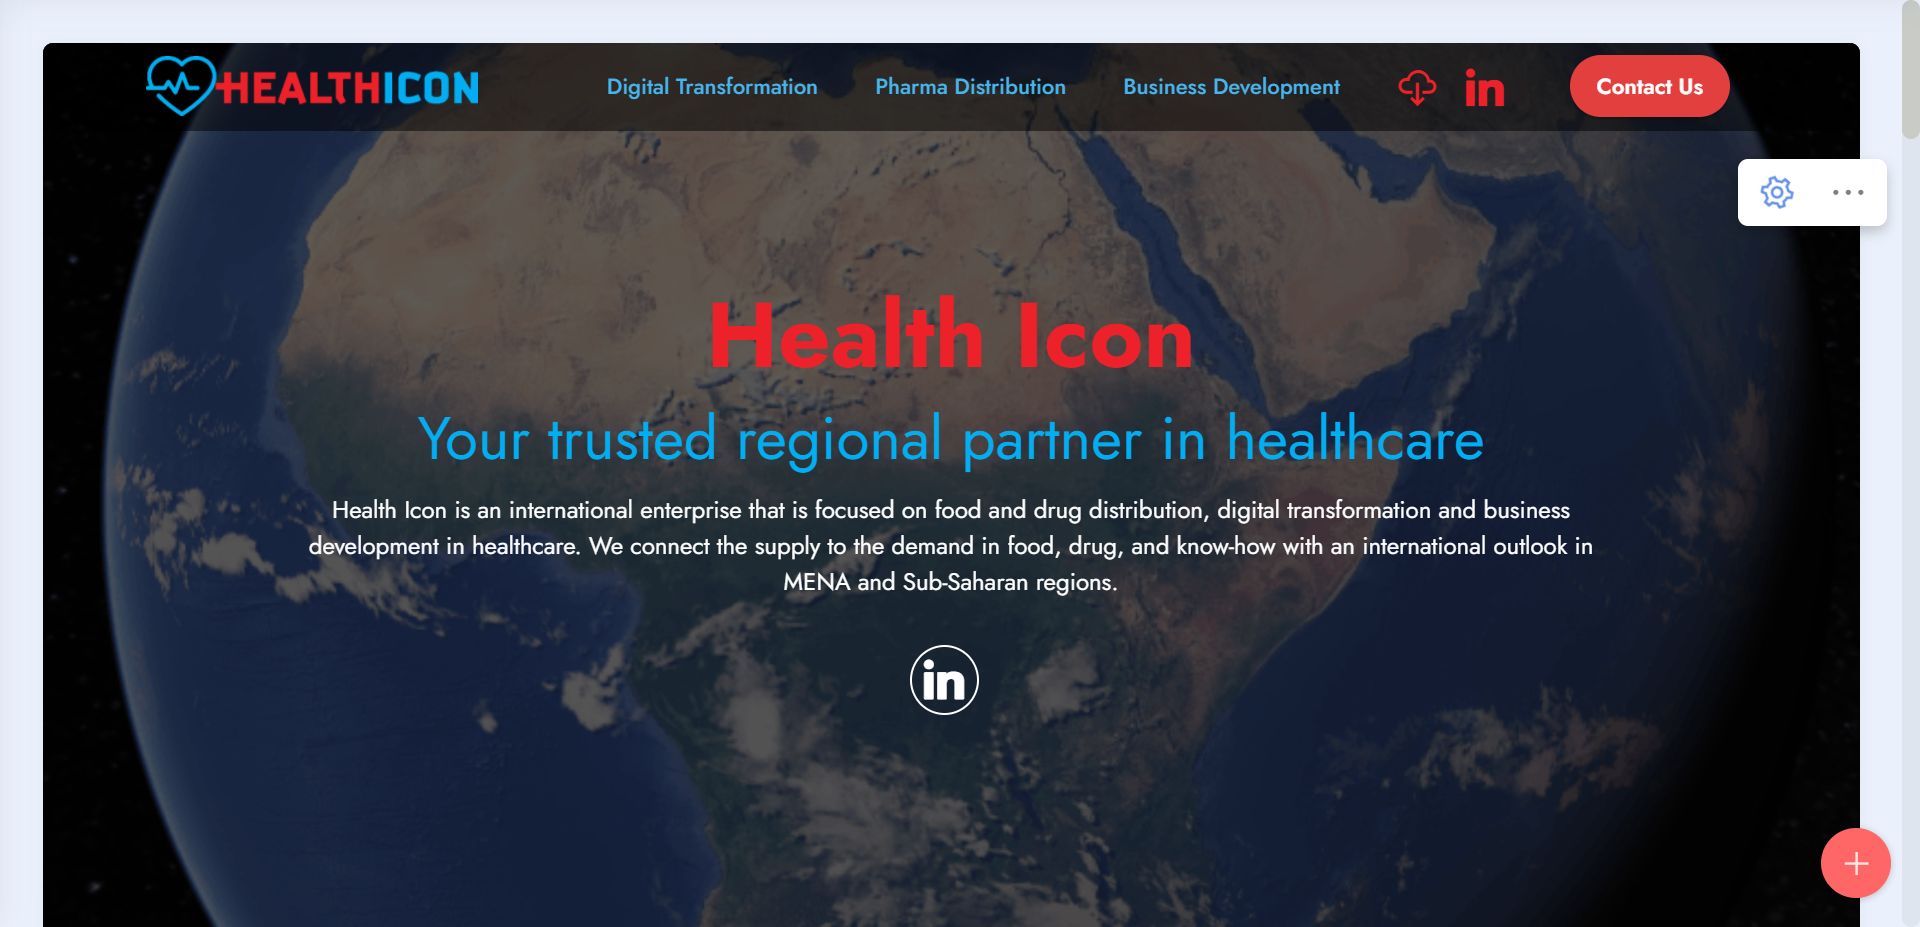 HEALTHICON
Digital Transformation
Pharma Distribution
Business Development
in
Contact Us
Health Icon
Your trusted regional partner in healthcare
Health Icon is an international enterprise that is focused on food and drug distribution, digital transformation and business
development in healthcare. We connect the supply to the demand in food, drug, and know-how with an international outlook in
MENA and Sub-Saharan regions.
in